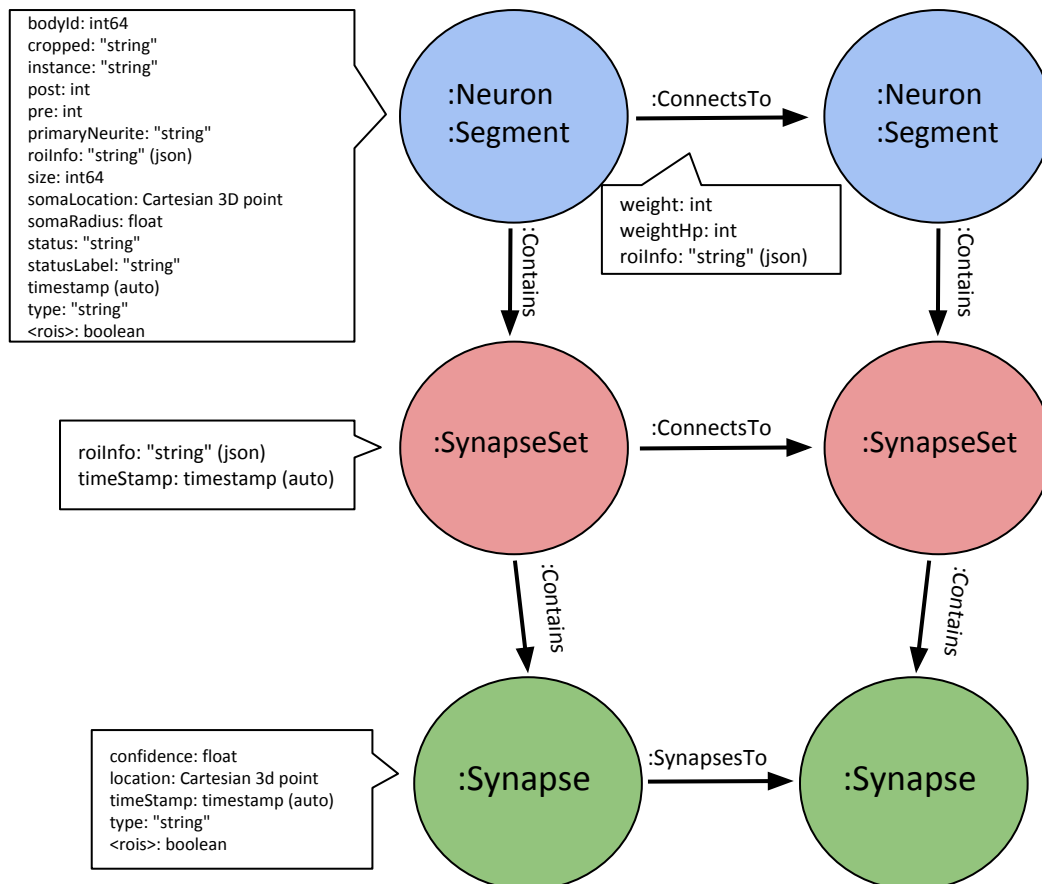 bodyId: int64
cropped: "string"
instance: "string"
post: int
pre: int
primaryNeurite: "string"
roiInfo: "string" (json)
size: int64
somaLocation: Cartesian 3D point
somaRadius: float
status: "string"
statusLabel: "string"
timestamp (auto)
type: "string"
<rois>: boolean
:Neuron
:Segment
:ConnectsTo
:Neuron
:Segment
weight: int
weightHp: int
roiInfo: "string" (json)
:Contains
:Contains
roiInfo: "string" (json)
timeStamp: timestamp (auto)
:SynapseSet
:ConnectsTo
:SynapseSet
:Contains
:Contains
confidence: float
location: Cartesian 3d point
timeStamp: timestamp (auto)
type: "string"
<rois>: boolean
:Synapse
:SynapsesTo
:Synapse